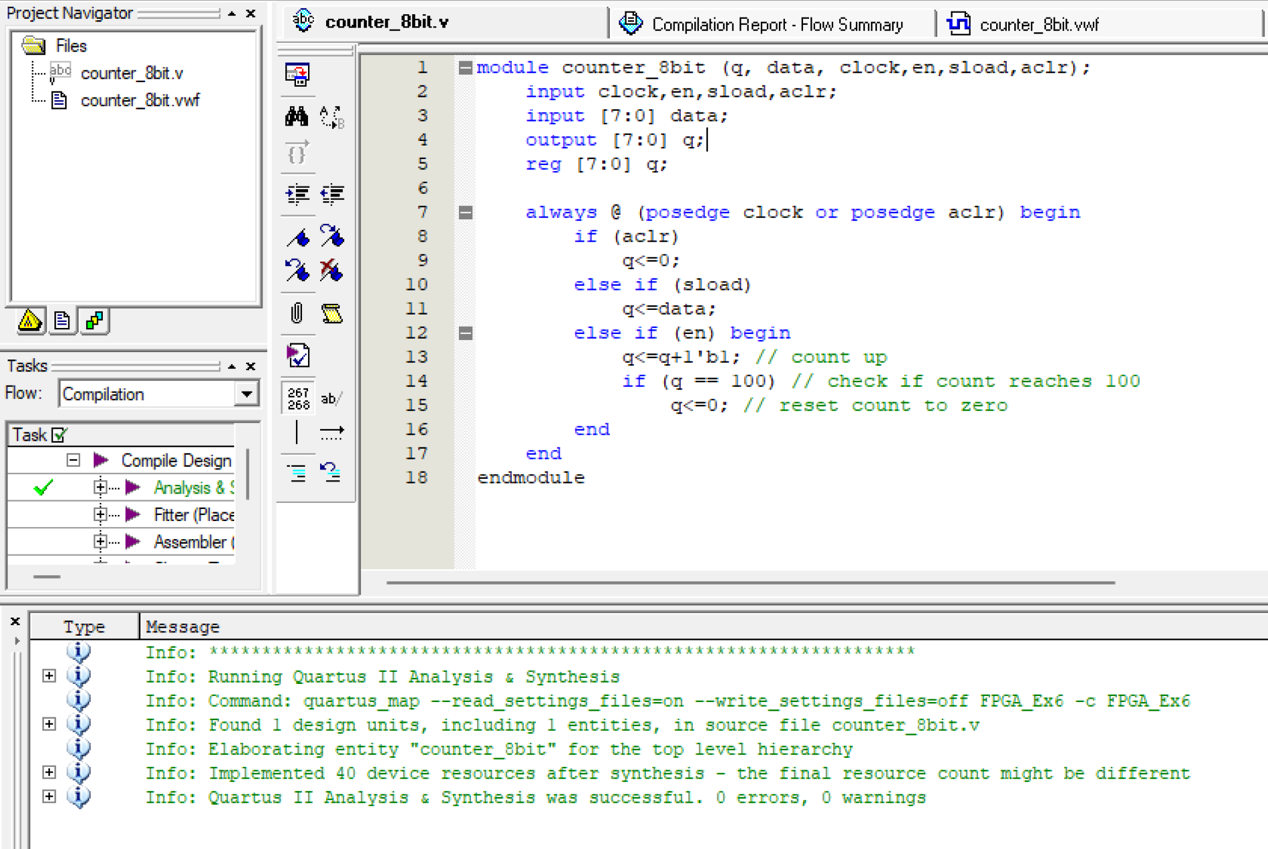 Project Navigator
Files
counter_8bit.v
counter_8bit.vwf
Tasks
Flow: Compilation
Task
Compile Design
Analysis & S
Fitter (Place
Assembler (
counter_8bit.v
Compilation Report - Flow Summary
counter_8bit.vwf
267
268
ab/
1 module counter_8bit (q, data, clock,en,sload,aclr);
2 input clock,en,sload,aclr;
3 input [7:0] data;
4 output [7:0] q;
5 reg [7:0] q;
6
7 always @ (posedge clock or posedge aclr) begin
8 if (aclr)
9 q<=0;
10 else if (sload)
11 q<=data;
12 else if (en) begin
13 q<=q+1'b1; // count up
14 if (q == 100) // check if count reaches 100
15 q<=0; // reset count to zero
16 end
17 end
18 endmodule
Type Message
Info: *******************************************************************
Info: Running Quartus II Analysis & Synthesis
Info: Command: quartus_map --read_settings_files=on --write_settings_files=off FPGA_Ex6 -c FPGA_Ex6
Info: Found 1 design units, including 1 entities, in source file counter_8bit.v
Info: Elaborating entity "counter_8bit" for the top level hierarchy
Info: Implemented 40 device resources after synthesis - the final resource count might be different
Info: Quartus II Analysis & Synthesis was successful. 0 errors, 0 warnings